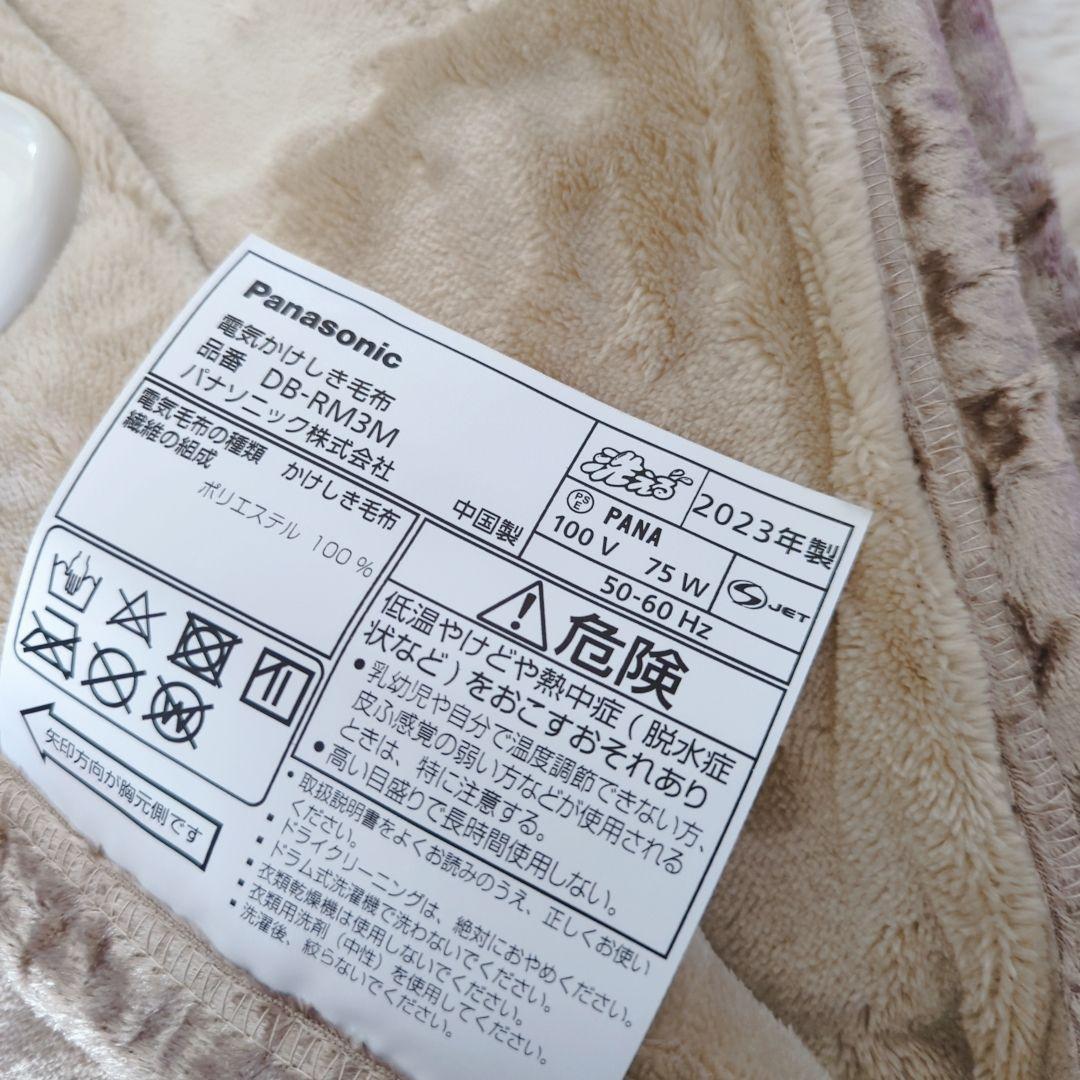 Panasonic
電気かけしき毛布
品番 DB-RM3M
パナソニック株式会社
中国製
洗える
2023年製
PSE PANA
100 V 75 W
50-60 Hz
S JET
電気毛布の種類 かけしき毛布
繊維の組成
ポリエステル 100 %
危険
低温やけどや熱中症(脱水症
状など)をおこすおそれあり
●乳幼児や自分で温度調節できない方、
皮ふ感覚の弱い方などが使用される
ときは、特に注意する。
●高い目盛りで長時間使用しない。
矢印方向が胸元側です
▪取扱説明書をよくお読みのうえ、正しくお使い
ください。
▪ドライクリーニングは、絶対におやめください。
▪ドラム式洗濯機で洗わないでください。
▪衣類乾燥機は使用しないでください。
▪衣類用洗剤(中性)を使用してください。
▪洗濯後、絞らないでください。